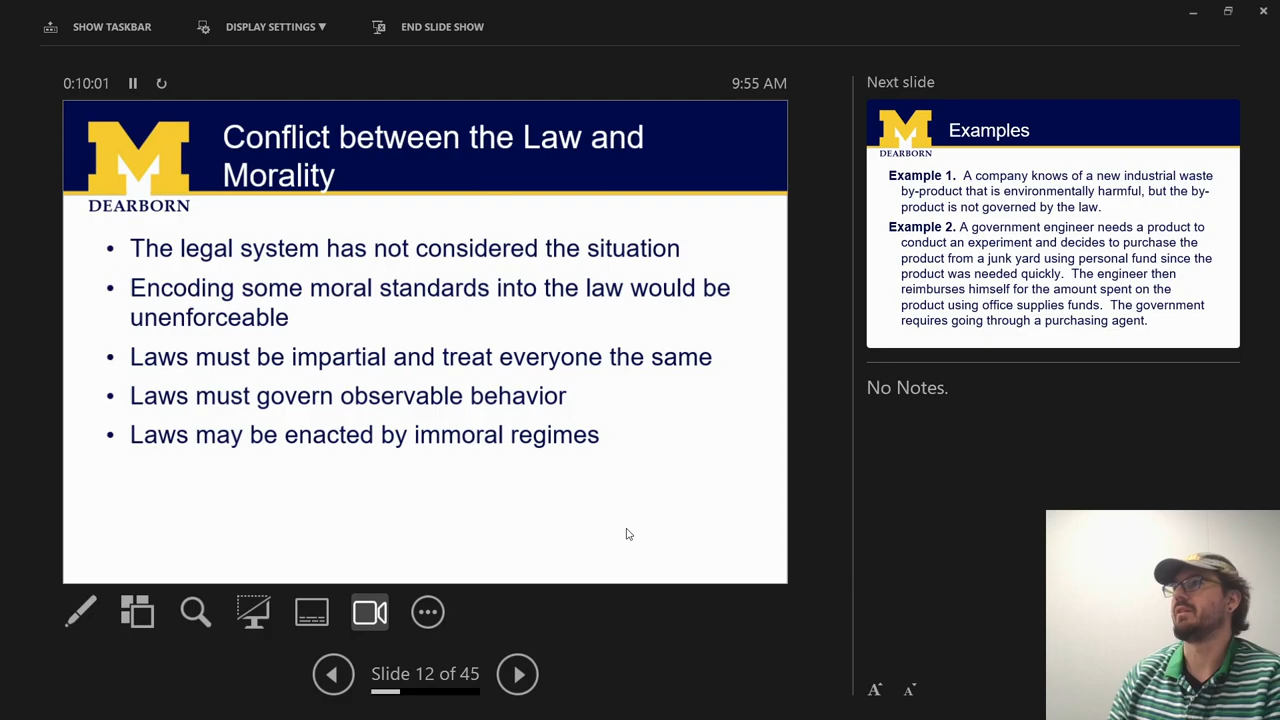 SHOW TASKBAR
DISPLAY SETTINGS ▼
END SLIDE SHOW
0:10:01
9:55 AM
M
DEARBORN
Conflict between the Law and
Morality
• The legal system has not considered the situation
• Encoding some moral standards into the law would be
unenforceable
• Laws must be impartial and treat everyone the same
• Laws must govern observable behavior
• Laws may be enacted by immoral regimes
Slide 12 of 45
Next slide
M
DEARBORN
Examples
Example 1. A company knows of a new industrial waste
by-product that is environmentally harmful, but the by-
product is not governed by the law.
Example 2. A government engineer needs a product to
conduct an experiment and decides to purchase the
product from a junk yard using personal fund since the
product was needed quickly. The engineer then
reimburses himself for the amount spent on the
product using office supplies funds. The government
requires going through a purchasing agent.
No Notes.
A A